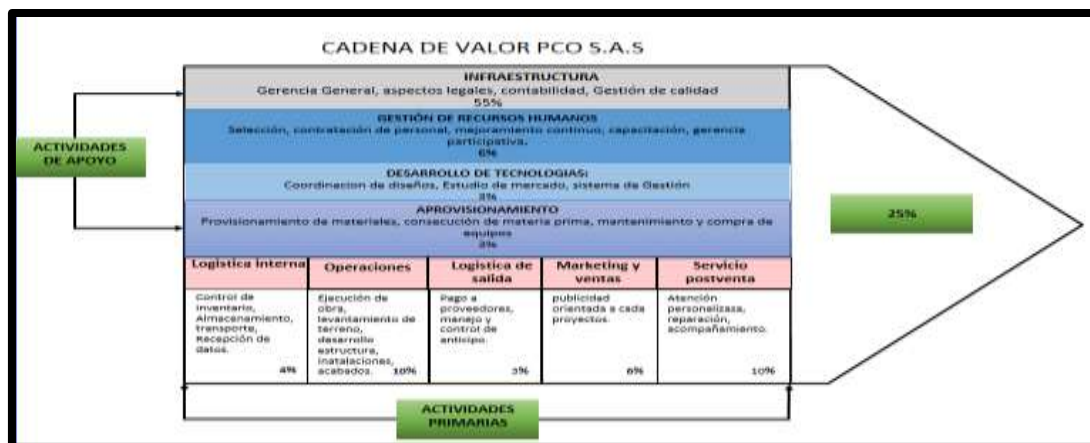 CADENA DE VALOR PCO S.A.S
INFRAESTRUCTURA
Gerencia General, aspectos legales, contabilidad, Gestión de calidad
55%
GESTIÓN DE RECURSOS HUMANOS
Selección, contratación de personal, mejoramiento continuo, capacitación, gerencia
participativa.
6%
ACTIVIDADES
DE APOYO
DESARROLLO DE TECNOLOGIAS:
Coordinacion de diseños, Estudio de mercado, sistema de Gestión
3%
APROVISIONAMIENTO
Provisionamiento de materiales, consecución de materia prima, mantenimiento y compra de
equipos
3%
25%
Logística interna
Control de
inventario,
Almacenamiento,
transporte,
Recepción de
datos.
4%
Operaciones
Ejecución de
obra,
levantamiento de
terreno,
desarrollo
estructura,
instalaciones,
acabados. 10%
Logística de
salida
Pago a
proveedores,
manejo y
control de
anticipo.
3%
Marketing y
ventas
publicidad
orientada a cada
proyectos.
6%
Servicio
postventa
Atención
personalizasa,
reparación,
acompañamiento.
10%
ACTIVIDADES
PRIMARIAS